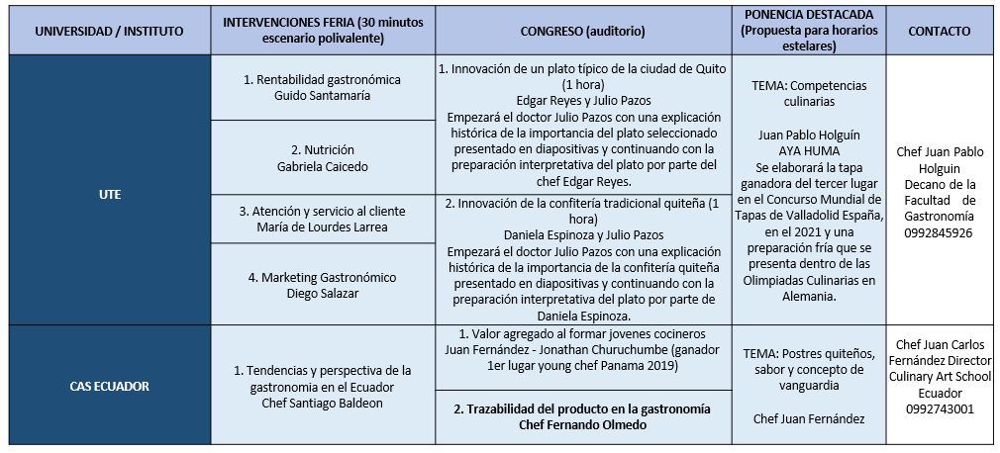 UNIVERSIDAD / INSTITUTO
INTERVENCIONES FERIA (30 minutos
escenario polivalente)
CONGRESO (auditorio)
PONENCIA DESTACADA
(Propuesta para horarios
estelares)
CONTACTO
UTE
1. Rentabilidad gastronómica
Guido Santamaría
2. Nutrición
Gabriela Caicedo
3. Atención y servicio al cliente
María de Lourdes Larrea
4. Marketing Gastronómico
Diego Salazar
1. Innovación de un plato típico de la ciudad de Quito
(1 hora)
Edgar Reyes y Julio Pazos
Empezará el doctor Julio Pazos con una explicación
histórica de la importancia del plato seleccionado
presentado en diapositivas y continuando con la
preparación interpretativa del plato por parte del
chef Edgar Reyes.
2. Innovación de la confitería tradicional quiteña (1
hora)
Daniela Espinoza y Julio Pazos
Empezará el doctor Julio Pazos con una explicación
histórica de la importancia de la confitería quiteña
presentado en diapositivas y continuando con la
preparación interpretativa del plato por parte de
Daniela Espinoza.
TEMA: Competencias
culinarias
Juan Pablo Holguín
AYA HUMA
Se elaborará la tapa
ganadora del tercer lugar
en el Concurso Mundial de
Tapas de Valladolid España,
en el 2021 y una
preparación fría que se
presenta dentro de las
Olimpiadas Culinarias en
Alemania.
Chef Juan Pablo
Holguin
Decano de la
Facultad de
Gastronomía
0992845926
CAS ECUADOR
1. Tendencias y perspectiva de la
gastronomia en el Ecuador
Chef Santiago Baldeon
1. Valor agregado al formar jovenes cocineros
Juan Fernández - Jonathan Churuchumbe (ganador
1er lugar young chef Panama 2019)
2. Trazabilidad del producto en la gastronomía
Chef Fernando Olmedo
TEMA: Postres quiteños,
sabor y concepto de
vanguardia
Chef Juan Fernández
Chef Juan Carlos
Fernández Director
Culinary Art School
Ecuador
0992743001